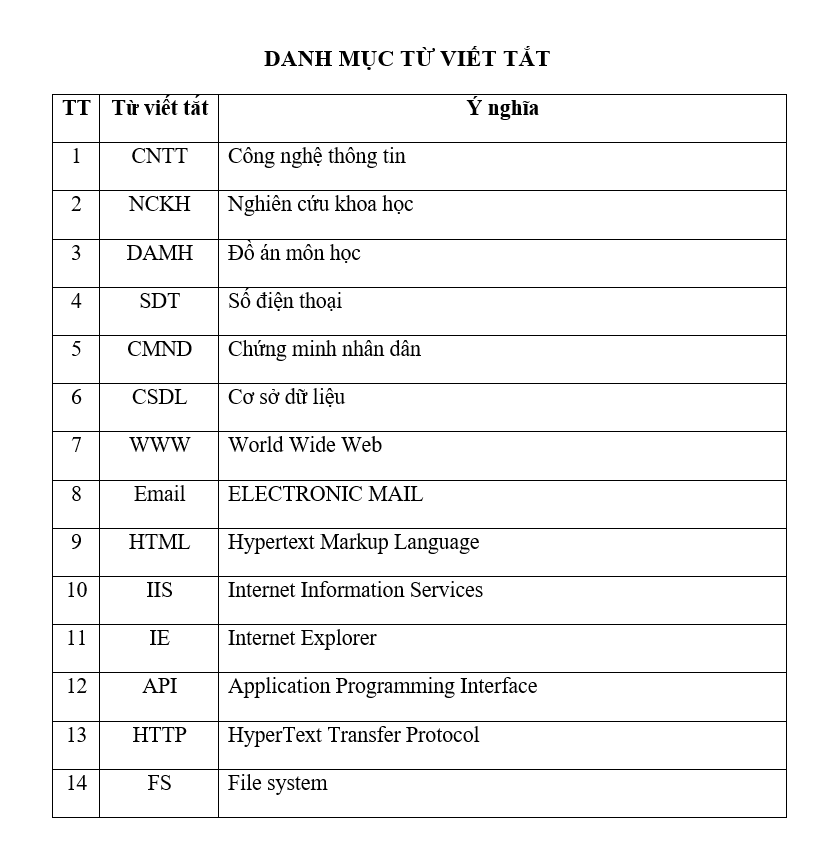 DANH MỤC TỪ VIẾT TẮT
TT Từ viết tắt Ý nghĩa
1 CNTT Công nghệ thông tin
2 NCKH Nghiên cứu khoa học
3 DAMH Đồ án môn học
4 SDT Số điện thoại
5 CMND Chứng minh nhân dân
6 CSDL Cơ sở dữ liệu
7 WWW World Wide Web
8 Email ELECTRONIC MAIL
9 HTML Hypertext Markup Language
10 IIS Internet Information Services
11 IE Internet Explorer
12 API Application Programming Interface
13 HTTP HyperText Transfer Protocol
14 FS File system